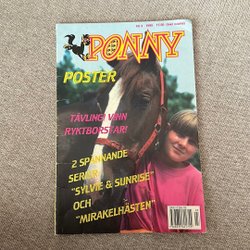 PONNY
POSTER
TÄVLING! VINN
RYKTBORSTAR!
2 SPÄNNANDE
SERIER
"SYLVIE & SUNRISE"
OCH
"MIRAKELHÄSTEN"